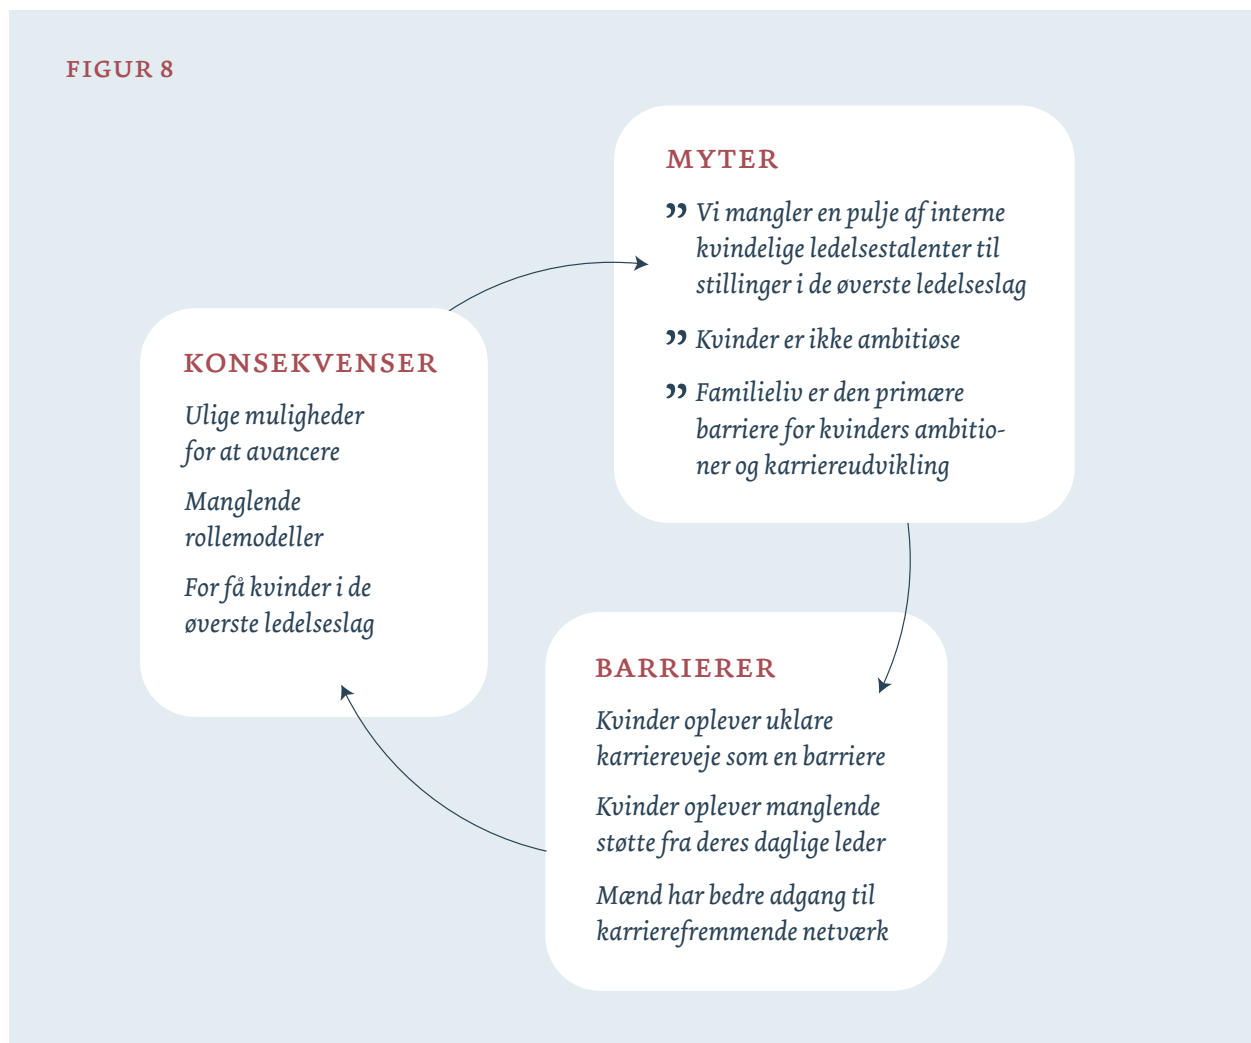 FIGUR 8
MYTER
” Vi mangler en pulje af interne
kvindelige ledelsestalenter til
stillinger i de øverste ledelseslag
” Kvinder er ikke ambitiøse
” Familieliv er den primære
barriere for kvinders ambitio-
ner og karriereudvikling
KONSEKVENSER
Ulige muligheder
for at avancere
Manglende
rollemodeller
For få kvinder i de
øverste ledelseslag
BARRIERER
Kvinder oplever uklare
karriereveje som en barriere
Kvinder oplever manglende
støtte fra deres daglige leder
Mænd har bedre adgang til
karrierefremmende netværk